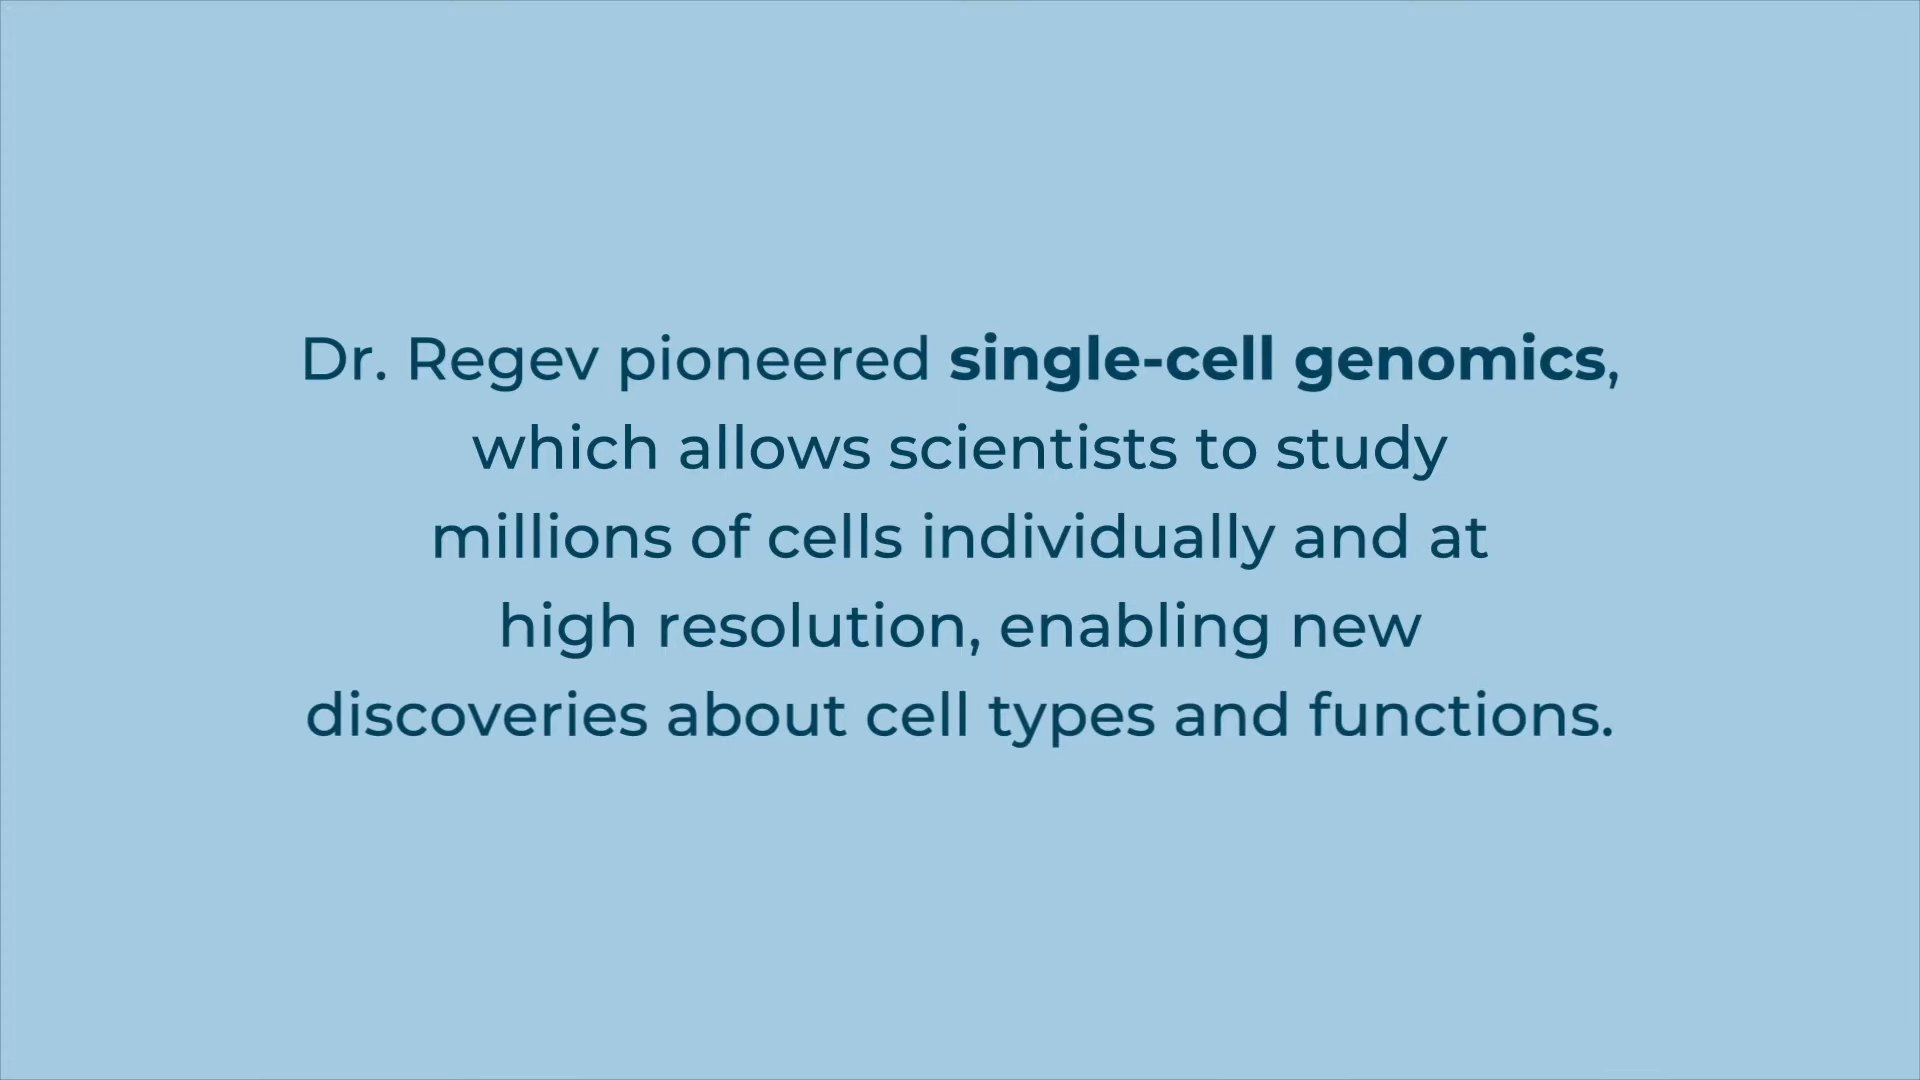 Dr. Regev pioneered single-cell genomics,
which allows scientists to study
millions of cells individually and at
high resolution, enabling new
discoveries about cell types and functions.